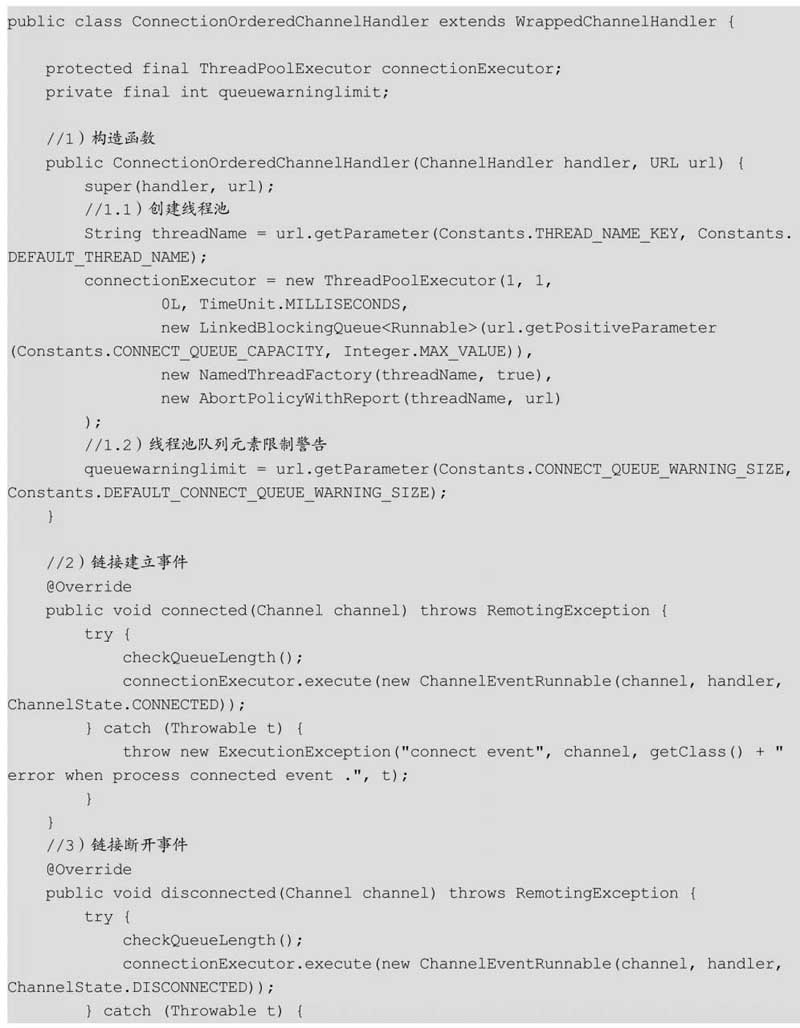 public class ConnectionOrderedChannelHandler extends WrappedChannelHandler {
protected final ThreadPoolExecutor connectionExecutor;
private final int queuewarninglimit;
//1）构造函数
public ConnectionOrderedChannelHandler(ChannelHandler handler, URL url) {
super(handler, url);
//1.1）创建线程池
String threadName = url.getParameter(Constants.THREAD_NAME_KEY, Constants.
DEFAULT_THREAD_NAME);
connectionExecutor = new ThreadPoolExecutor(1, 1,
0L, TimeUnit.MILLISECONDS,
new LinkedBlockingQueue<Runnable>(url.getPositiveParameter
(Constants.CONNECT_QUEUE_CAPACITY, Integer.MAX_VALUE)),
new NamedThreadFactory(threadName, true),
new AbortPolicyWithReport(threadName, url)
);
//1.2）线程池队列元素限制警告
queuewarninglimit = url.getParameter(Constants.CONNECT_QUEUE_WARNING_SIZE,
Constants.DEFAULT_CONNECT_QUEUE_WARNING_SIZE);
}
//2）链接建立事件
@Override
public void connected(Channel channel) throws RemotingException {
try {
checkQueueLength();
connectionExecutor.execute(new ChannelEventRunnable(channel, handler,
ChannelState.CONNECTED));
} catch (Throwable t) {
throw new ExecutionException("connect event", channel, getClass() + "
error when process connected event .", t);
}
}
//3）链接断开事件
@Override
public void disconnected(Channel channel) throws RemotingException {
try {
checkQueueLength();
connectionExecutor.execute(new ChannelEventRunnable(channel, handler,
ChannelState.DISCONNECTED));
} catch (Throwable t) {